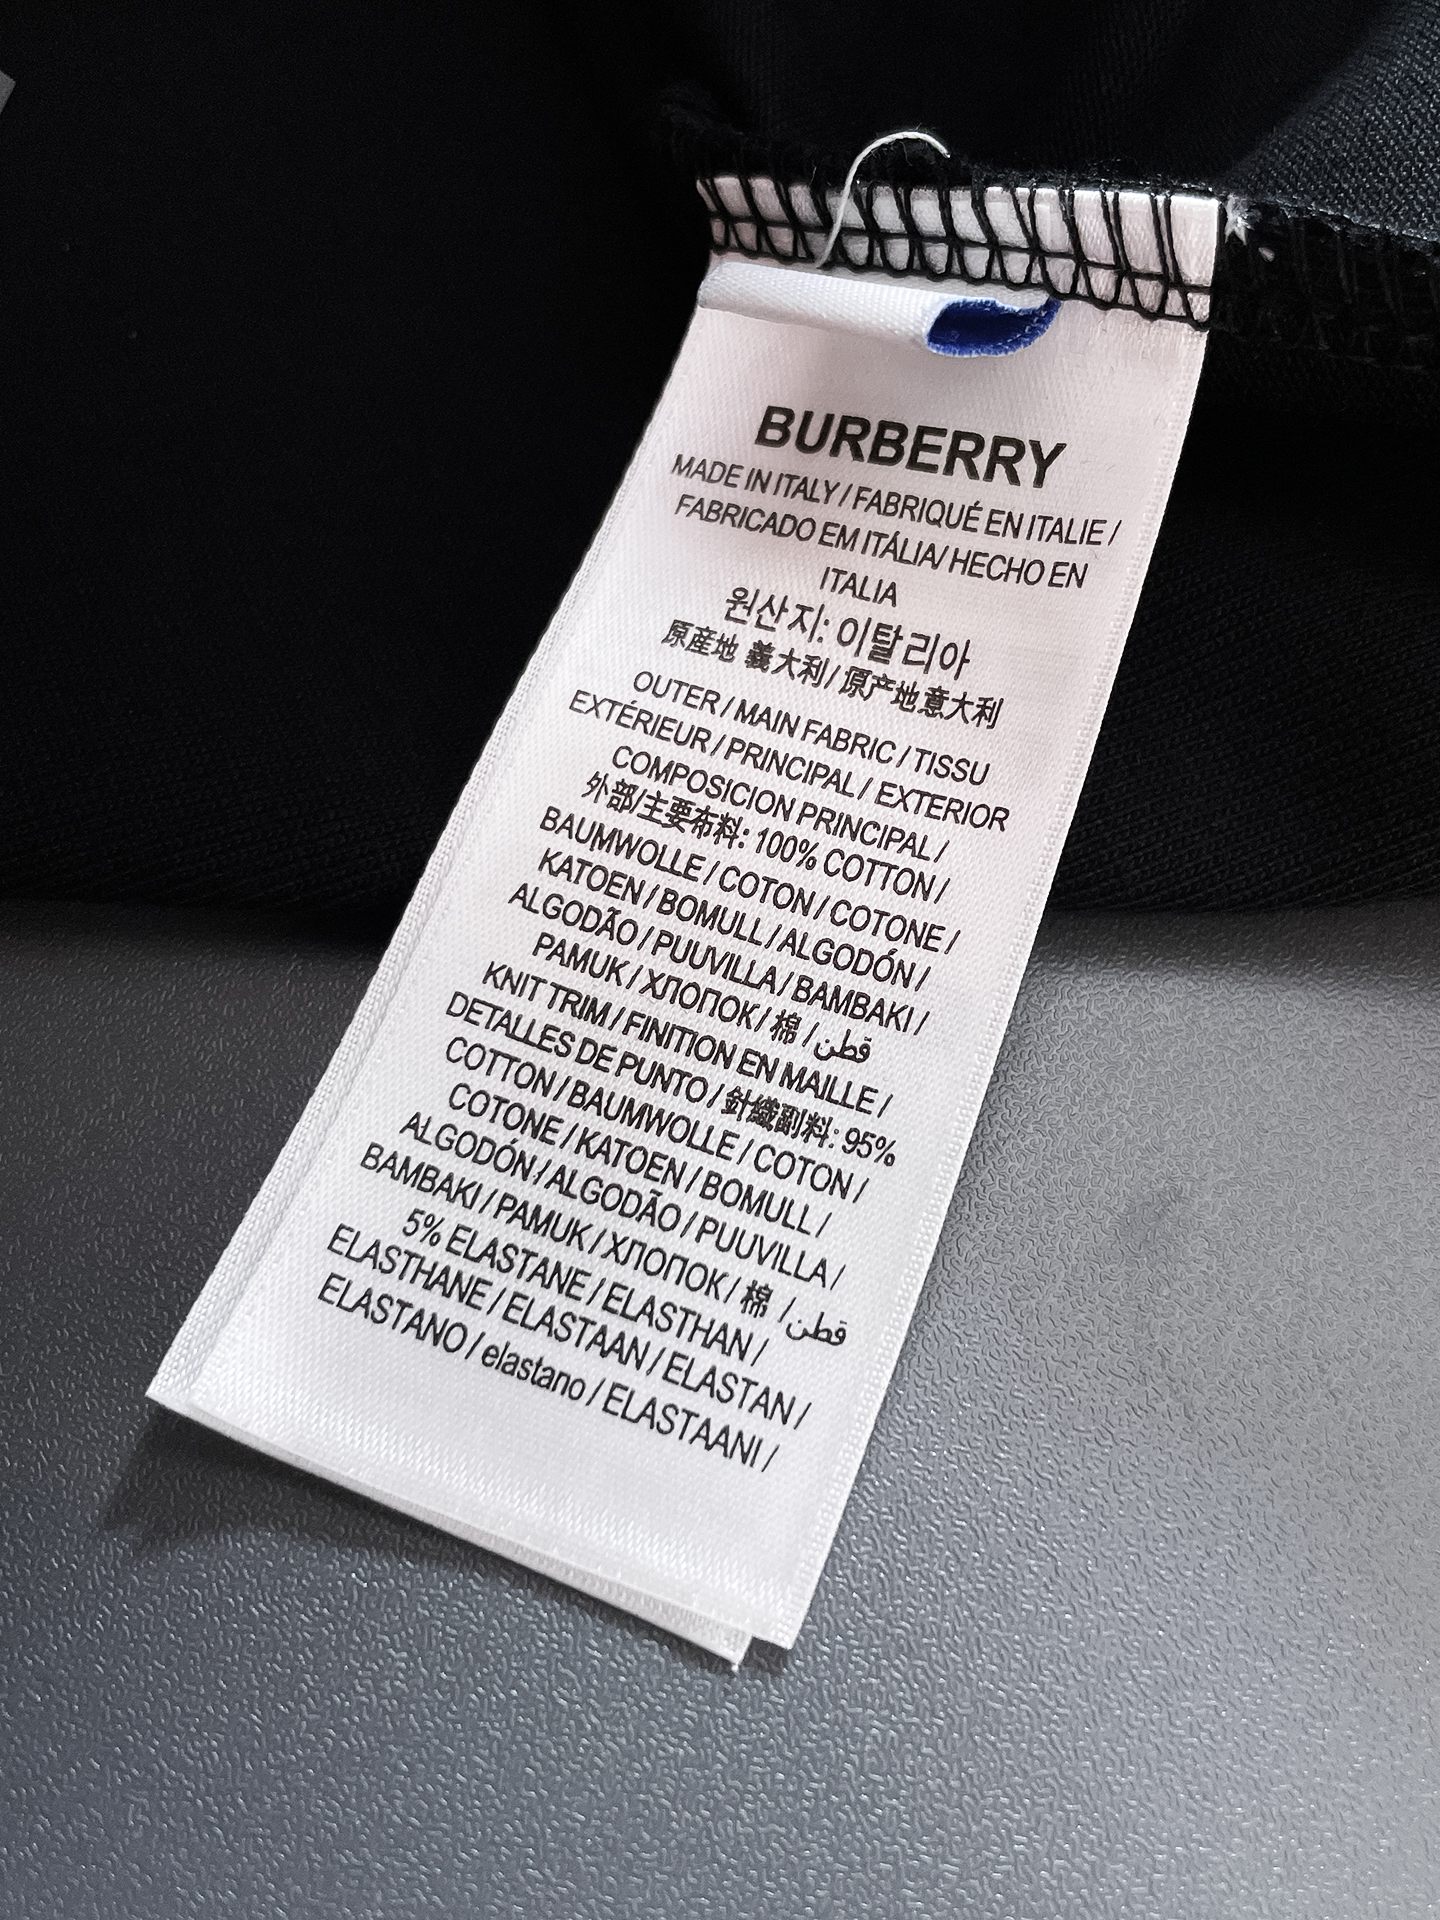 BURBERRY
MADE IN ITALY / FABRIQUÉ EN ITALIE /
FABRICADO EM ITÁLIA/ HECHO EN
ITALIA
원산지: 이탈리아
原産地 義大利/ 原产地意大利
OUTER / MAIN FABRIC / TISSU
EXTÉRIEUR / PRINCIPAL / EXTERIOR
COMPOSICION PRINCIPAL /
外部/主要布料: 100% COTTON /
BAUMWOLLE / COTON / COTONE /
KATOEN / BOMULL / ALGODÓN /
ALGODÃO / PUUVILLA / BAMBAKI /
PAMUK / ХЛОПОК / 棉 / قطن
KNIT TRIM / FINITION EN MAILLE /
DETALLES DE PUNTO / 針織副料: 95%
COTTON / BAUMWOLLE / COTON /
COTONE / KATOEN / BOMULL /
ALGODÓN / ALGODÃO / PUUVILLA /
BAMBAKI / PAMUK / ХЛОПОК / 棉 / قطن
5% ELASTANE / ELASTHAN /
ELASTHANE / ELASTAAN / ELASTAN /
ELASTANO / elastano / ELASTAANI /